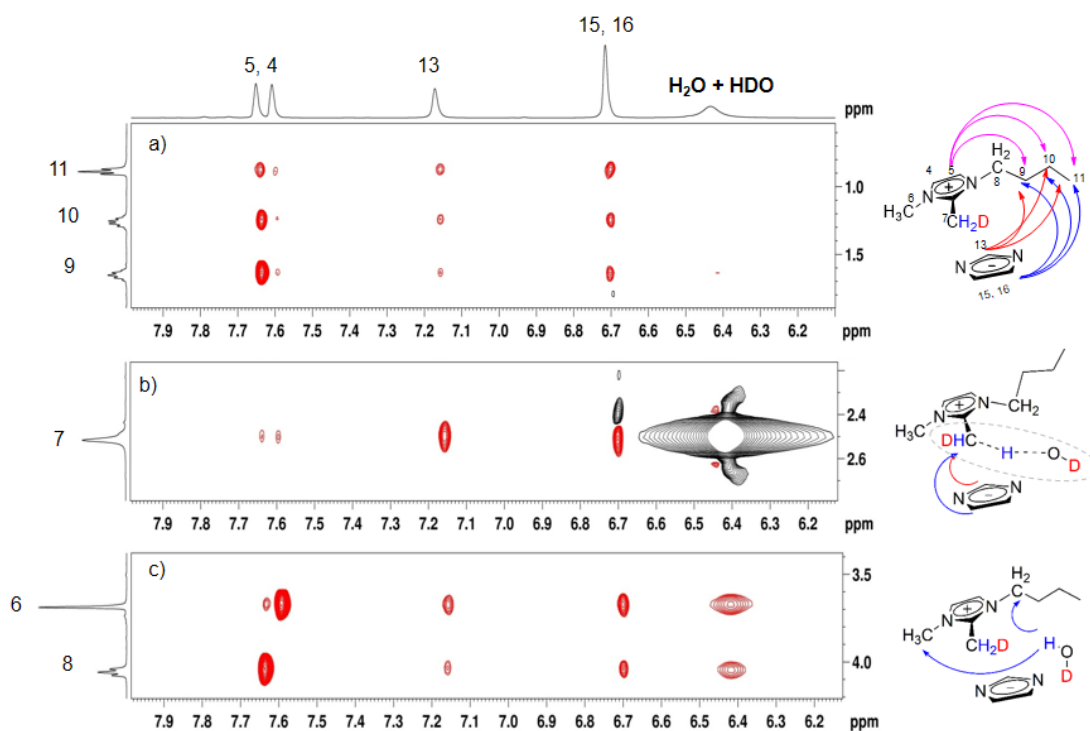 15, 16
5, 4
13
H₂O + HDO
ppm
a)
11
10
9
1.0
1.5
7.9 7.8 7.7 7.6 7.5 7.4 7.3 7.2 7.1 7.0 6.9 6.8 6.7 6.6 6.5 6.4 6.3 6.2 ppm
4 5 CH₂ 10
6 N + N 8 9 11
H₃C
7 CH₂D
13
N - N
15, 16
b)
7
2.4
2.6
7.9 7.8 7.7 7.6 7.5 7.4 7.3 7.2 7.1 7.0 6.9 6.8 6.7 6.6 6.5 6.4 6.3 6.2 ppm
N + N CH₂
H₃C
DHC H O
D
N - N
c)
6
8
3.5
4.0
7.9 7.8 7.7 7.6 7.5 7.4 7.3 7.2 7.1 7.0 6.9 6.8 6.7 6.6 6.5 6.4 6.3 6.2 ppm
H₂
C
N + N
H₃C
CH₂D H O
D
N - N